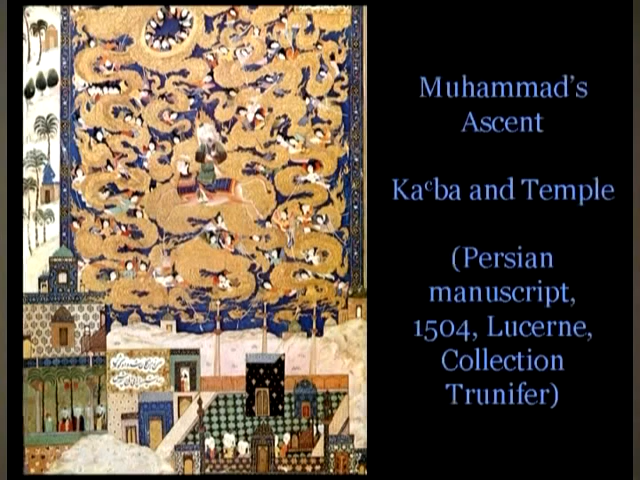 Muhammad's
Ascent
Kaᶜba and Temple
(Persian
manuscript,
1504, Lucerne,
Collection
Trunifer)